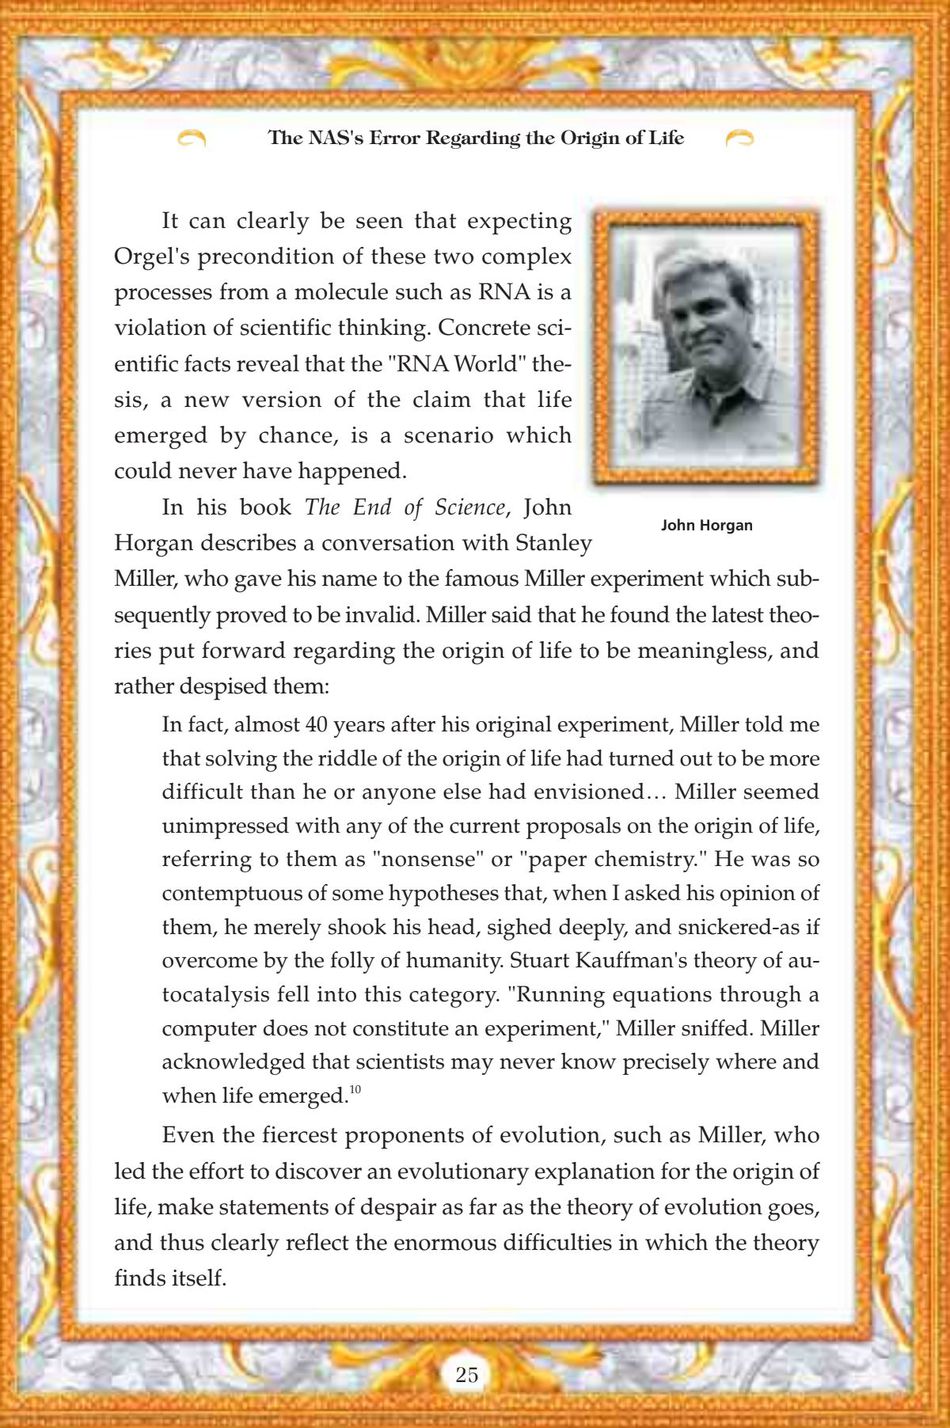 The NAS's Error Regarding the Origin of Life
It can clearly be seen that expecting
Orgel's precondition of these two complex
processes from a molecule such as RNA is a
violation of scientific thinking. Concrete sci-
entific facts reveal that the "RNA World" the-
sis, a new version of the claim that life
emerged by chance, is a scenario which
could never have happened.
In his book The End of Science, John
Horgan describes a conversation with Stanley
Miller, who gave his name to the famous Miller experiment which sub-
sequently proved to be invalid. Miller said that he found the latest theo-
ries put forward regarding the origin of life to be meaningless, and
rather despised them:
John Horgan
In fact, almost 40 years after his original experiment, Miller told me
that solving the riddle of the origin of life had turned out to be more
difficult than he or anyone else had envisioned… Miller seemed
unimpressed with any of the current proposals on the origin of life,
referring to them as "nonsense" or "paper chemistry." He was so
contemptuous of some hypotheses that, when I asked his opinion of
them, he merely shook his head, sighed deeply, and snickered-as if
overcome by the folly of humanity. Stuart Kauffman's theory of au-
tocatalysis fell into this category. "Running equations through a
computer does not constitute an experiment," Miller sniffed. Miller
acknowledged that scientists may never know precisely where and
when life emerged.10
Even the fiercest proponents of evolution, such as Miller, who
led the effort to discover an evolutionary explanation for the origin of
life, make statements of despair as far as the theory of evolution goes,
and thus clearly reflect the enormous difficulties in which the theory
finds itself.
25